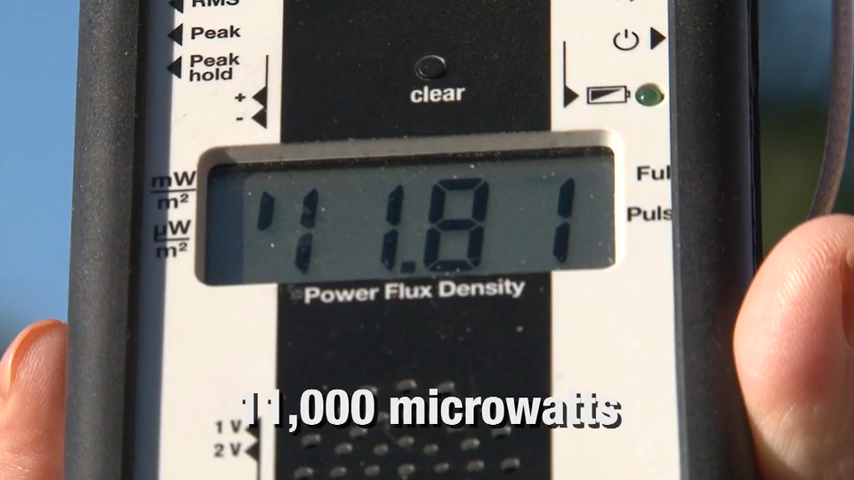 RMS
Peak
Peak
hold
+
-
clear
mW
m²
µW
m²
11.81
Ful
Puls
Power Flux Density
11,000 microwatts
1 V
2 V